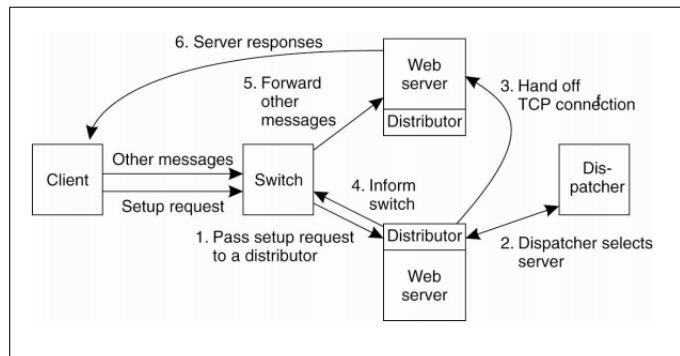 6. Server responses
Web
server
Distributor
5. Forward
other
messages
3. Hand off
TCP connection
Client
Other messages
Setup request
Switch
4. Inform
switch
Dis-
patcher
1. Pass setup request
to a distributor
Distributor
Web
server
2. Dispatcher selects
server